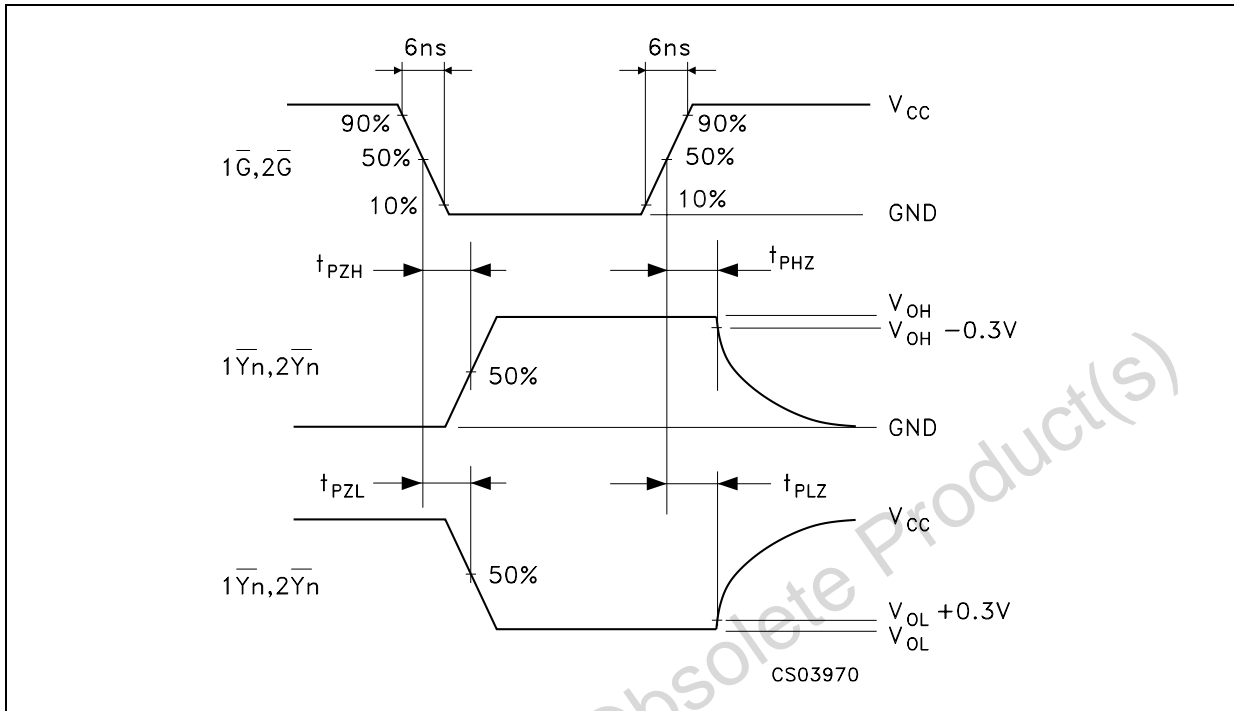 6ns 6ns
V_CC
90% 90%
1G̅,2G̅ 50% 50%
10% 10%
GND
t_PZH t_PHZ
V_OH
V_OH −0.3V
1Y̅n̅,2Y̅n̅ 50%
GND
t_PZL t_PLZ
V_CC
50%
1Y̅n̅,2Y̅n̅
V_OL +0.3V
V_OL
CS03970
Obsolete Product(s)